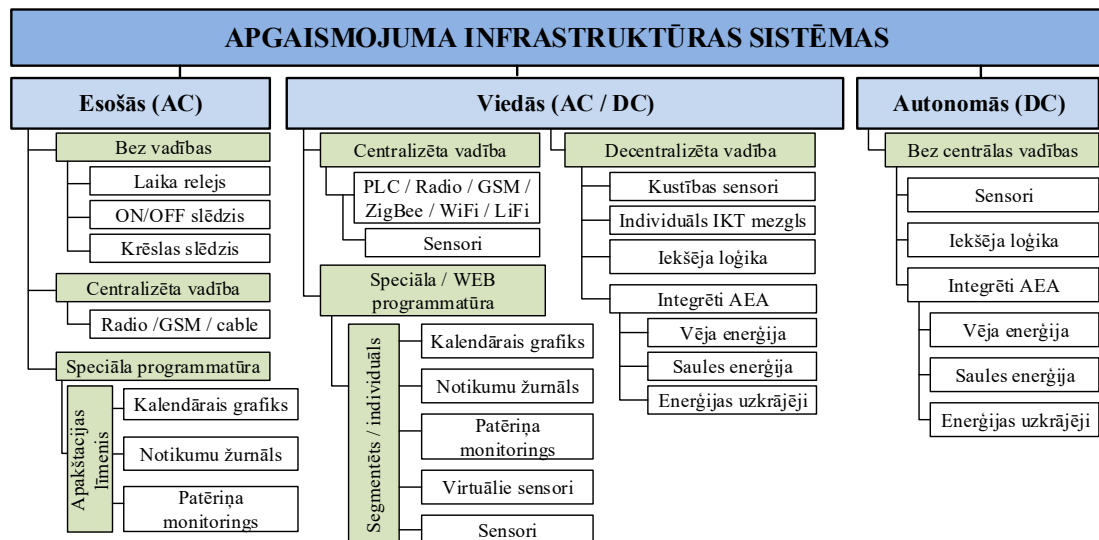 APGAISMOJUMA INFRASTRUKTŪRAS SISTĒMAS
Esošās (AC)
Bez vadības
Laika relejs
ON/OFF slēdzis
Krēslas slēdzis
Centralizēta vadība
Radio /GSM / cable
Speciāla programmatūra
Apakštacijas
līmenis
Kalendārais grafiks
Notikumu žurnāls
Patēriņa
monitorings
Viedās (AC / DC)
Centralizēta vadība
PLC / Radio / GSM /
ZigBee / WiFi / LiFi
Sensori
Speciāla / WEB
programmatūra
Segmentēts / individuāls
Kalendārais grafiks
Notikumu žurnāls
Patēriņa
monitorings
Virtuālie sensori
Sensori
Decentralizēta vadība
Kustības sensori
Individuāls IKT mezgls
Iekšēja loģika
Integrēti AEA
Vēja enerģija
Saules enerģija
Enerģijas uzkrājēji
Autonomās (DC)
Bez centrālas vadības
Sensori
Iekšēja loģika
Integrēti AEA
Vēja enerģija
Saules enerģija
Enerģijas uzkrājēji